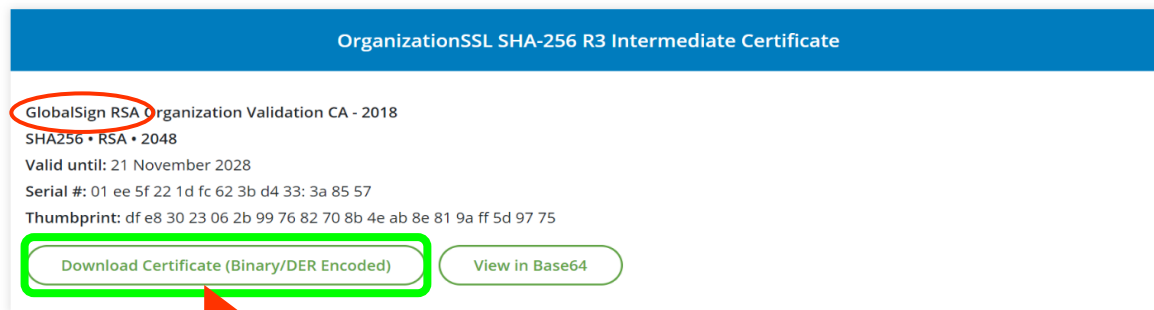 OrganizationSSL SHA-256 R3 Intermediate Certificate
GlobalSign RSA Organization Validation CA - 2018
SHA256 • RSA • 2048
Valid until: 21 November 2028
Serial #: 01 ee 5f 22 1d fc 62 3b d4 33: 3a 85 57
Thumbprint: df e8 30 23 06 2b 99 76 82 70 8b 4e ab 8e 81 9a ff 5d 97 75
Download Certificate (Binary/DER Encoded)
View in Base64